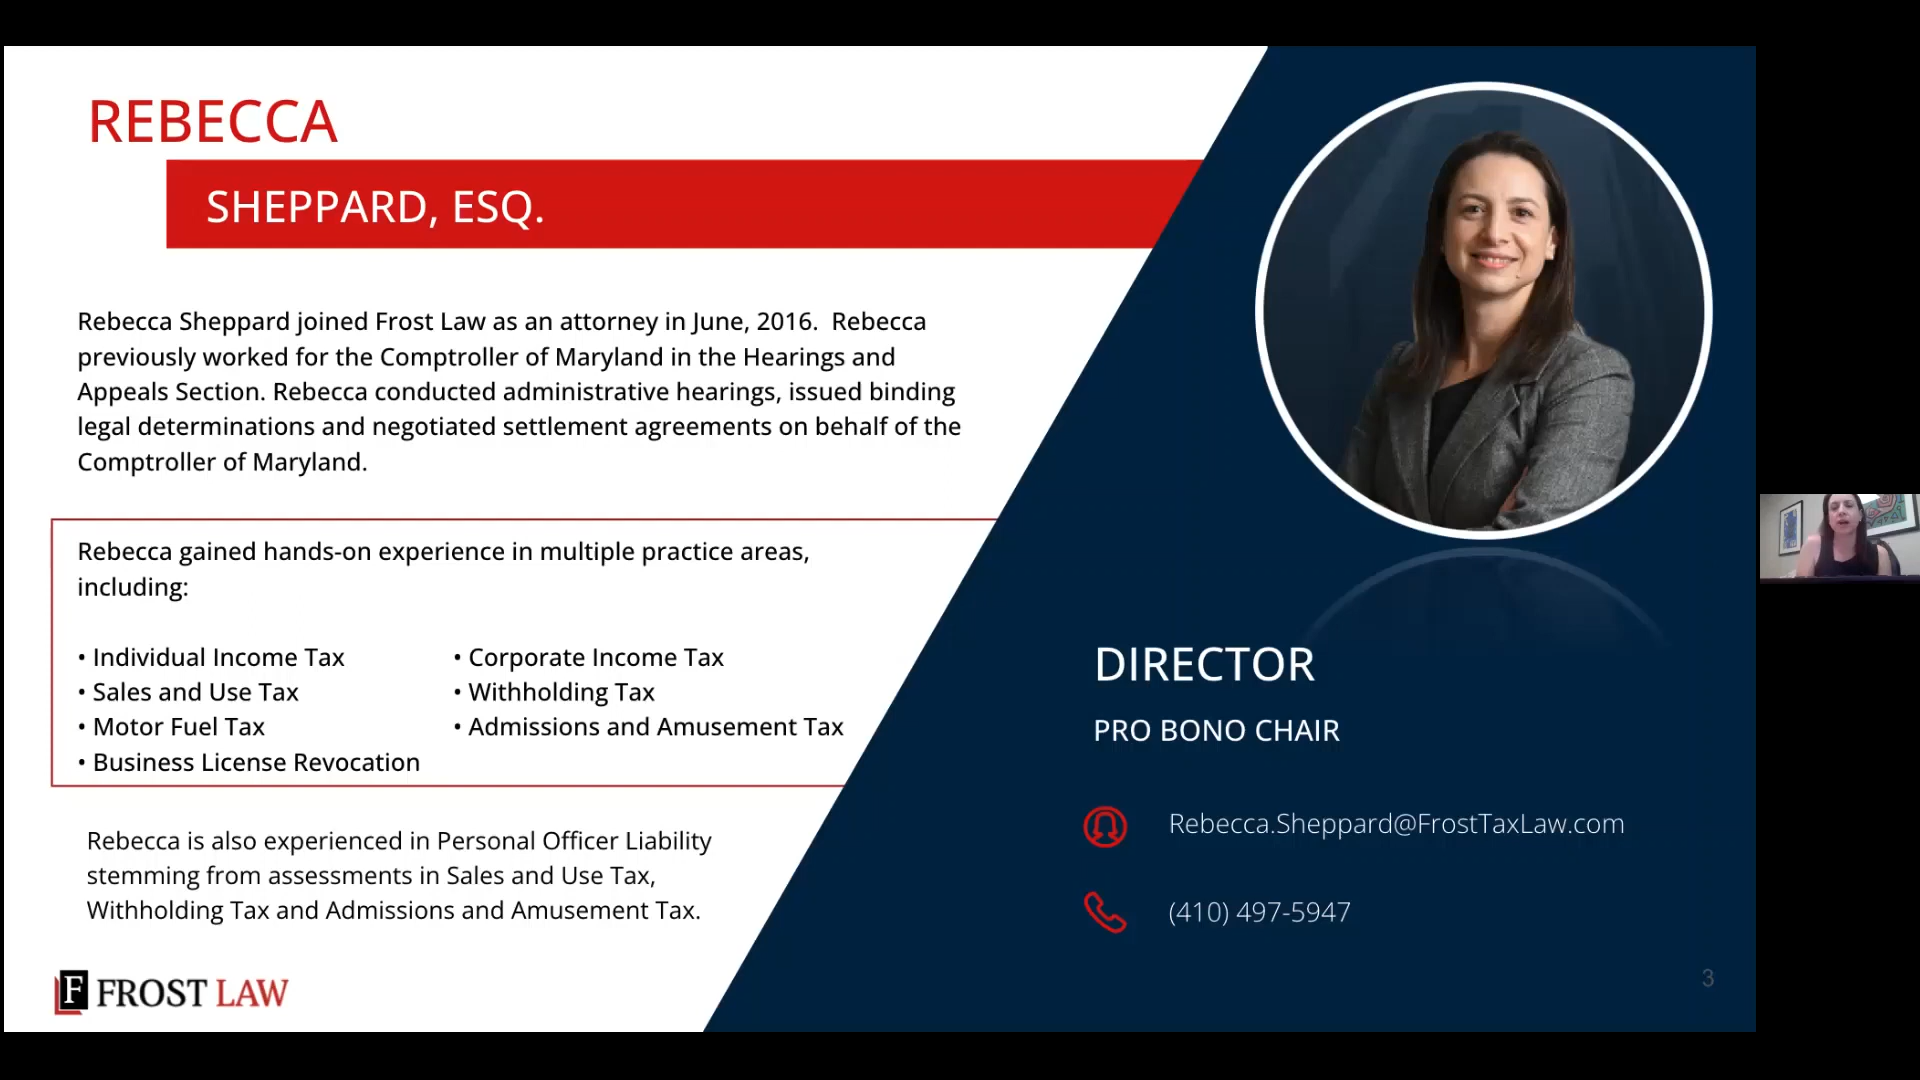 REBECCA
SHEPPARD, ESQ.
Rebecca Sheppard joined Frost Law as an attorney in June, 2016.  Rebecca
previously worked for the Comptroller of Maryland in the Hearings and
Appeals Section. Rebecca conducted administrative hearings, issued binding
legal determinations and negotiated settlement agreements on behalf of the
Comptroller of Maryland.
Rebecca gained hands-on experience in multiple practice areas,
including:
• Individual Income Tax
• Sales and Use Tax
• Motor Fuel Tax
• Business License Revocation
• Corporate Income Tax
• Withholding Tax
• Admissions and Amusement Tax
Rebecca is also experienced in Personal Officer Liability
stemming from assessments in Sales and Use Tax,
Withholding Tax and Admissions and Amusement Tax.
F FROST LAW
DIRECTOR
PRO BONO CHAIR
Rebecca.Sheppard@FrostTaxLaw.com
(410) 497-5947
3